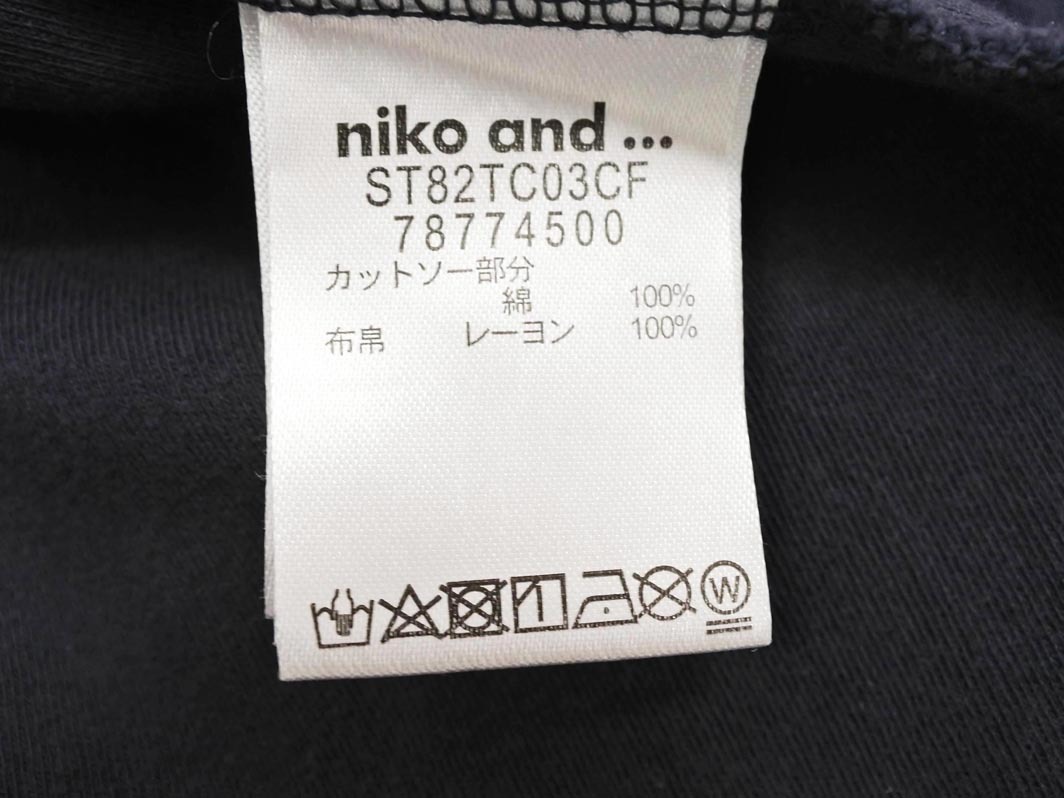 niko and ...
ST82TC03CF
78774500
カットソー部分
綿 100%
布帛 レーヨン 100%
W